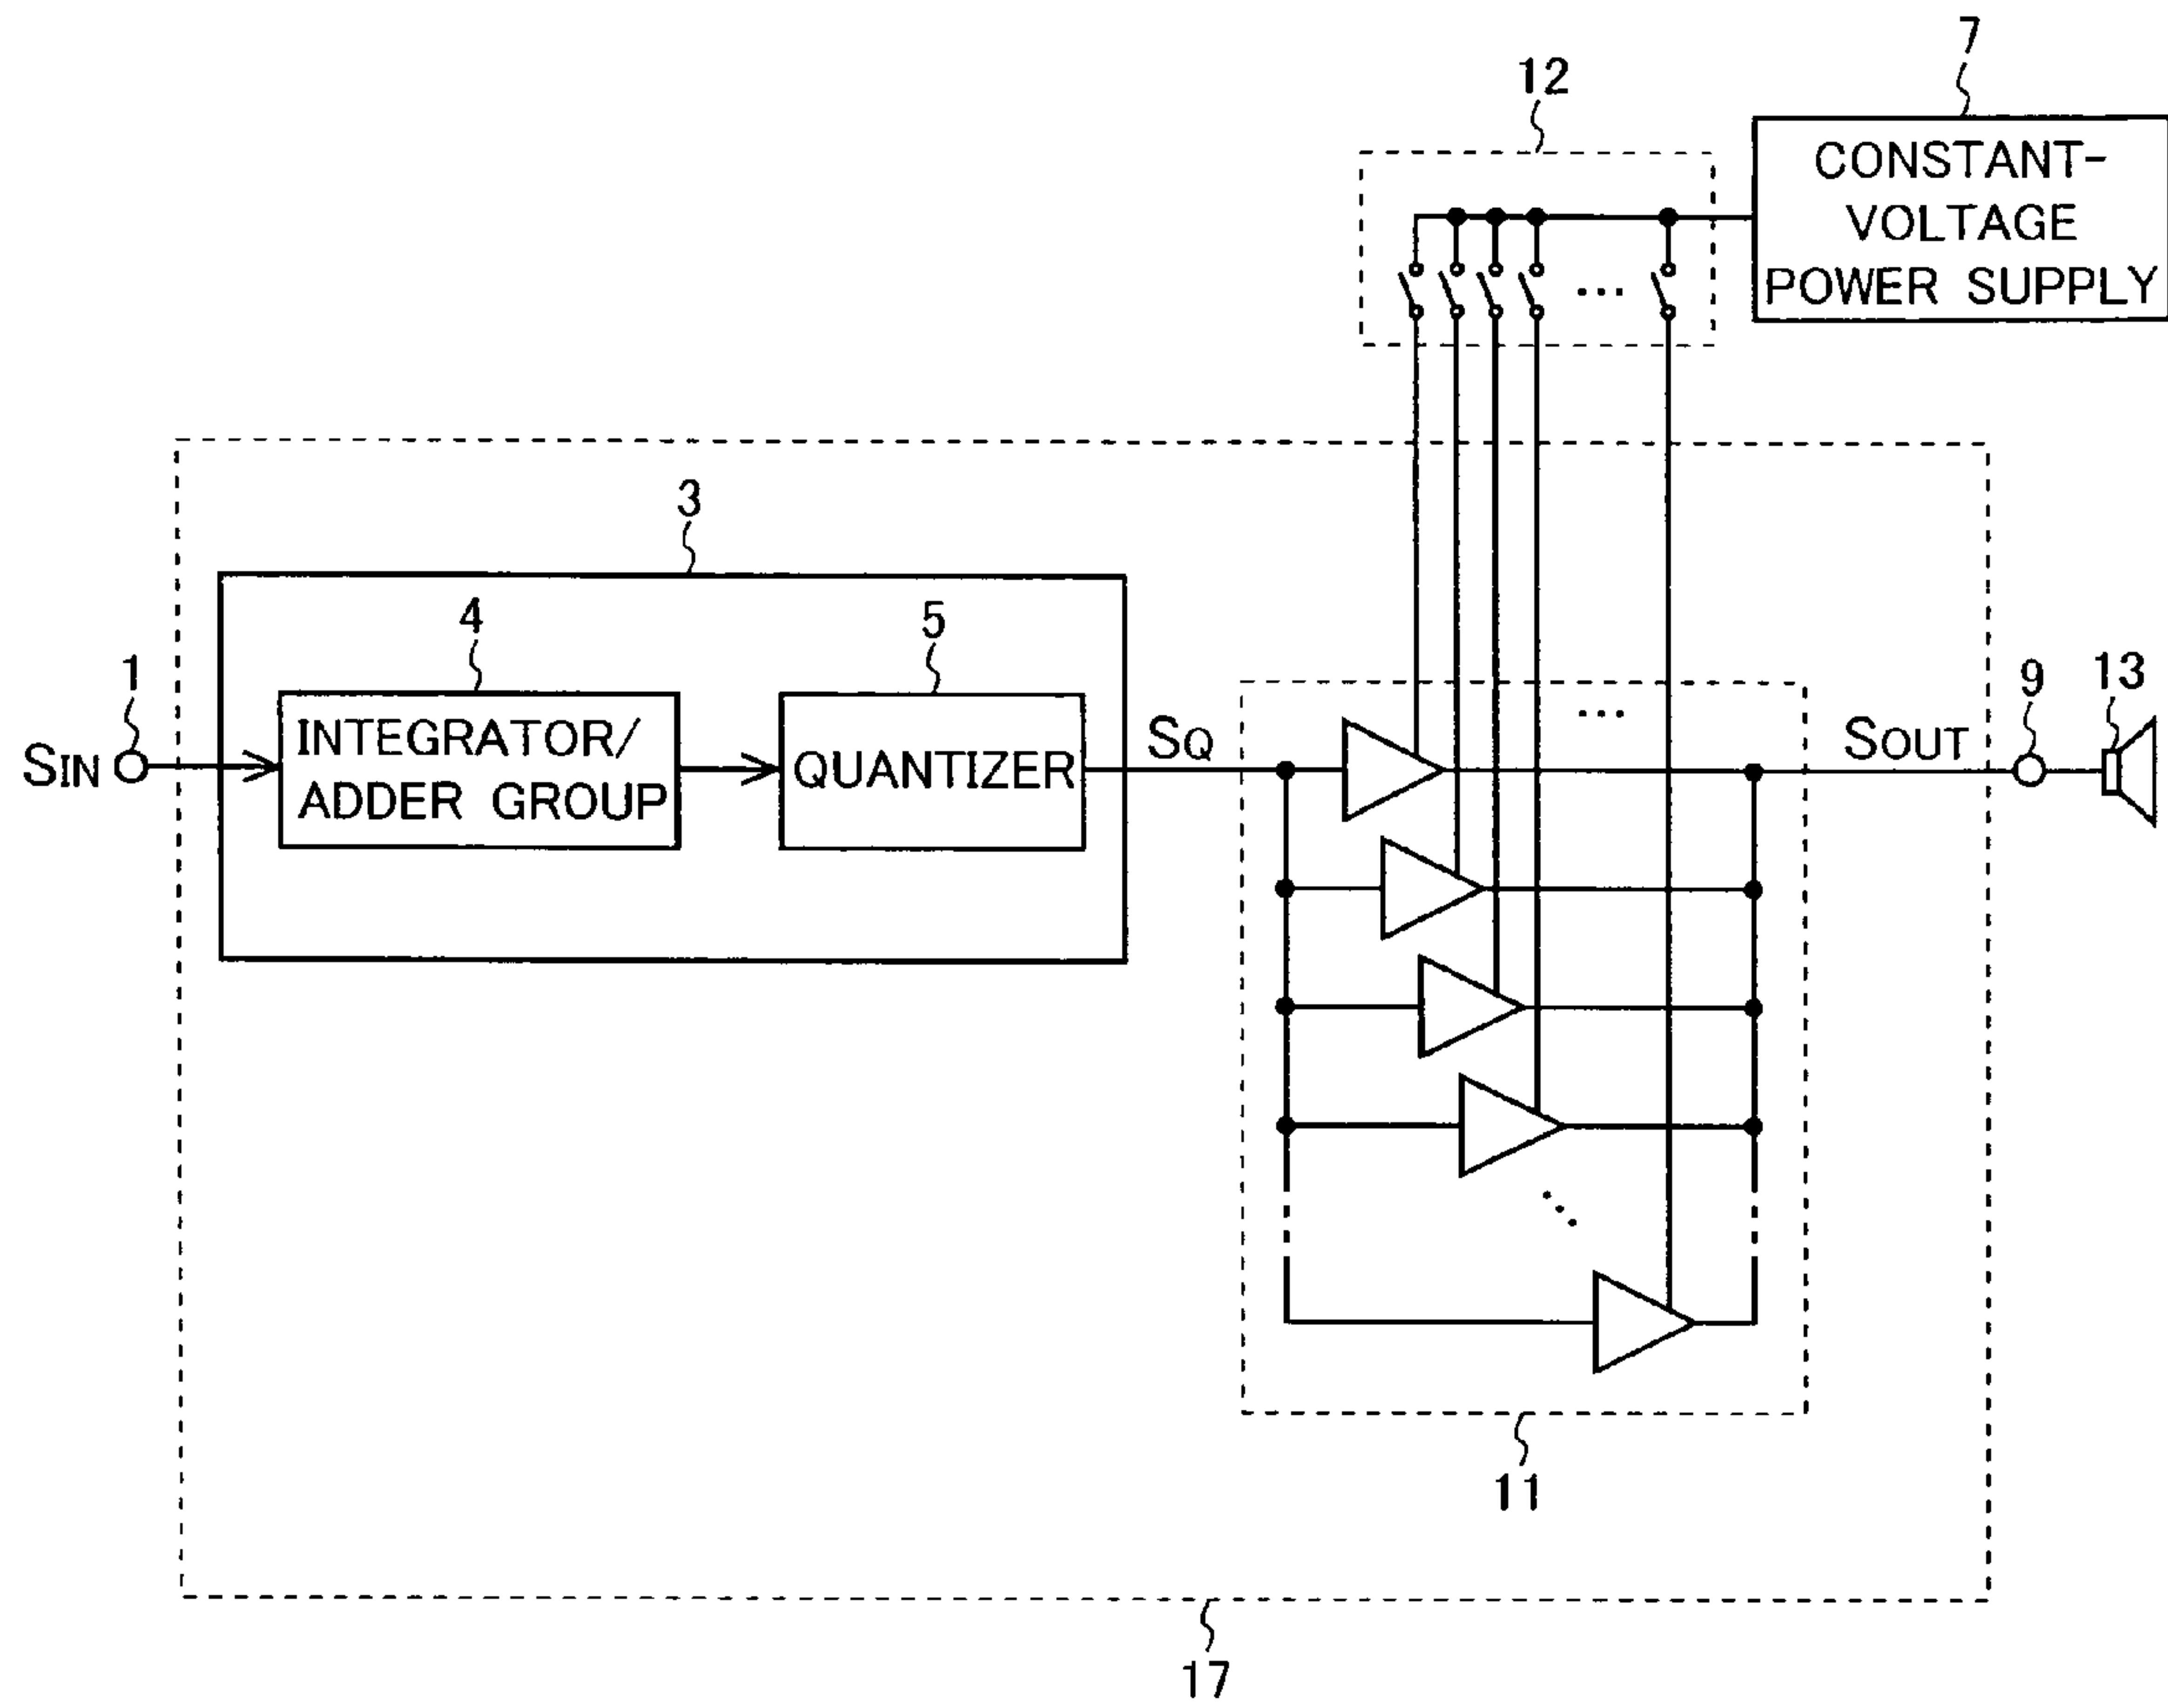 7
12
CONSTANT-
VOLTAGE
POWER SUPPLY
...
3
4
5
1
9
13
SIN
INTEGRATOR/
ADDER GROUP
QUANTIZER
SQ
...
SOUT
11
17